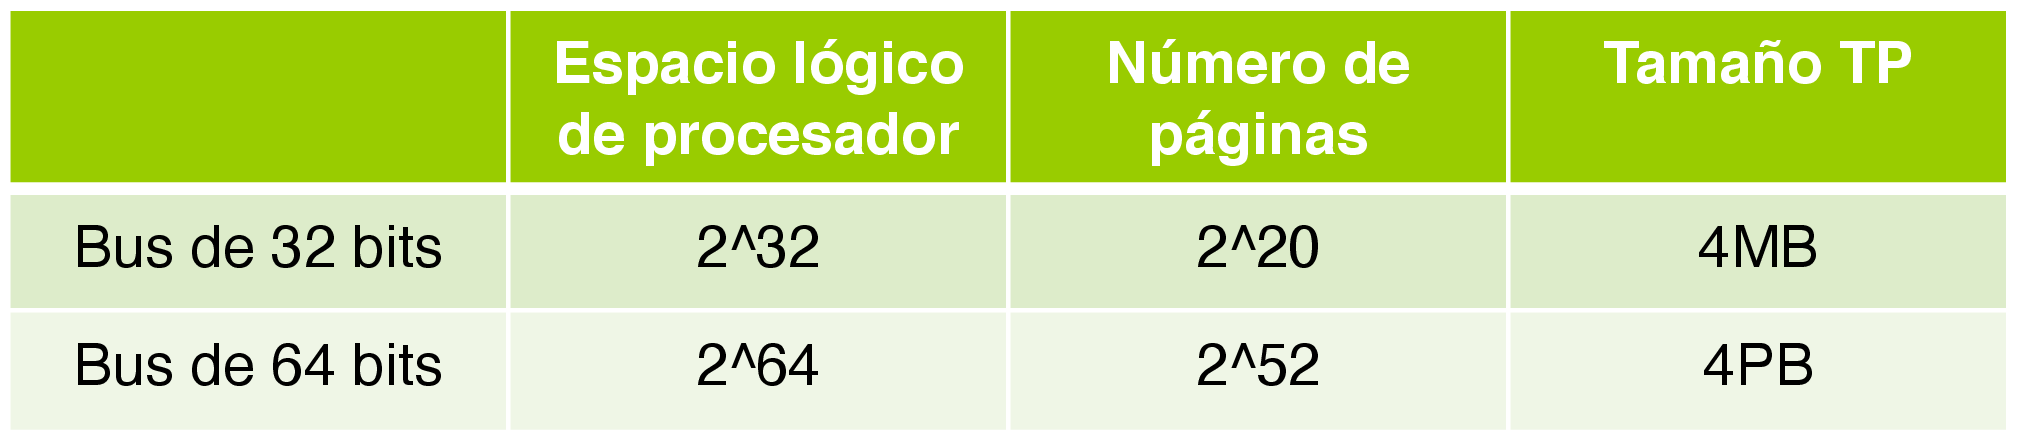 Espacio lógico
de procesador
Número de
páginas
Tamaño TP
Bus de 32 bits 2^32 2^20 4MB
Bus de 64 bits 2^64 2^52 4PB